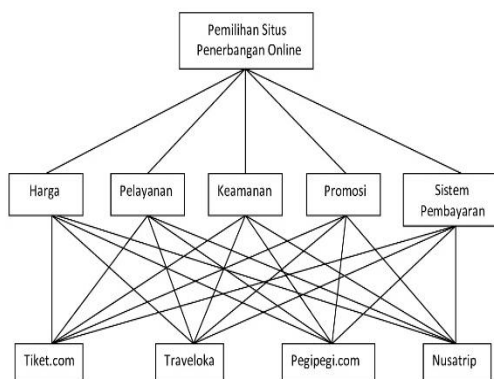 Pemilihan Situs
Penerbangan Online
Harga
Pelayanan
Keamanan
Promosi
Sistem
Pembayaran
Tiket.com
Traveloka
Pegipegi.com
Nusatrip